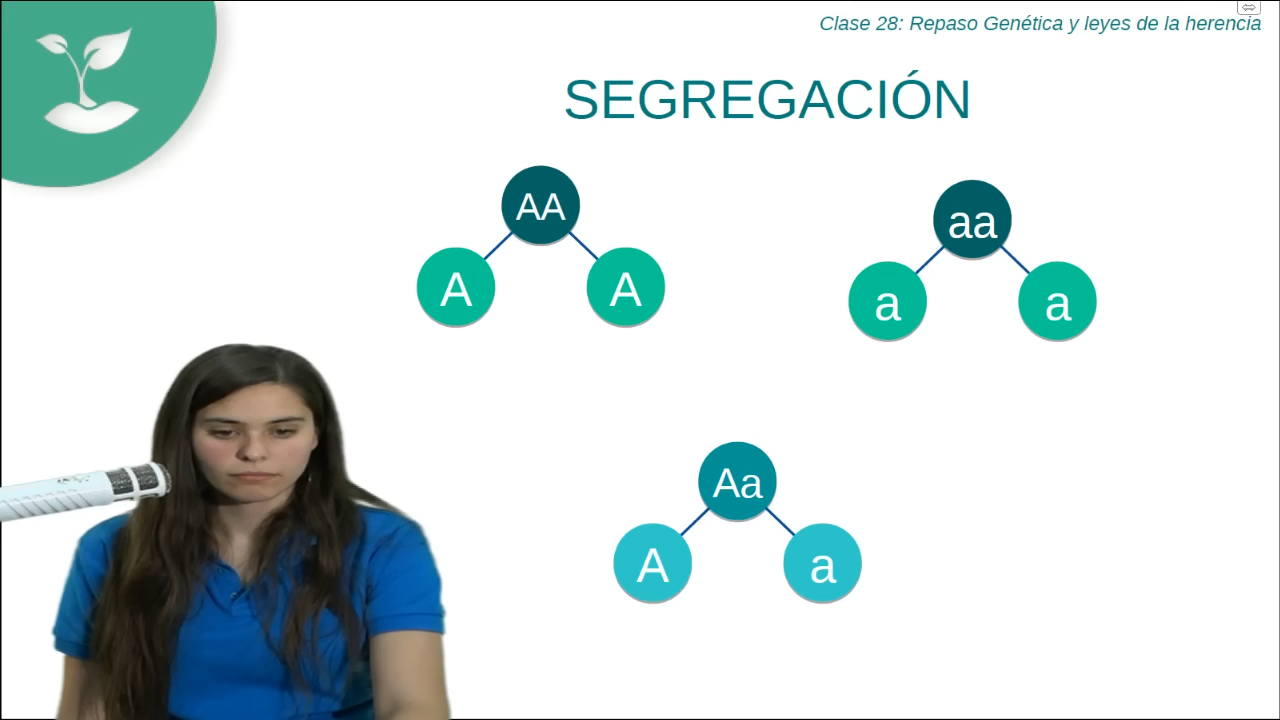 Clase 28: Repaso Genética y leyes de la herencia
SEGREGACIÓN
AA
A A
aa
a a
Aa
A a